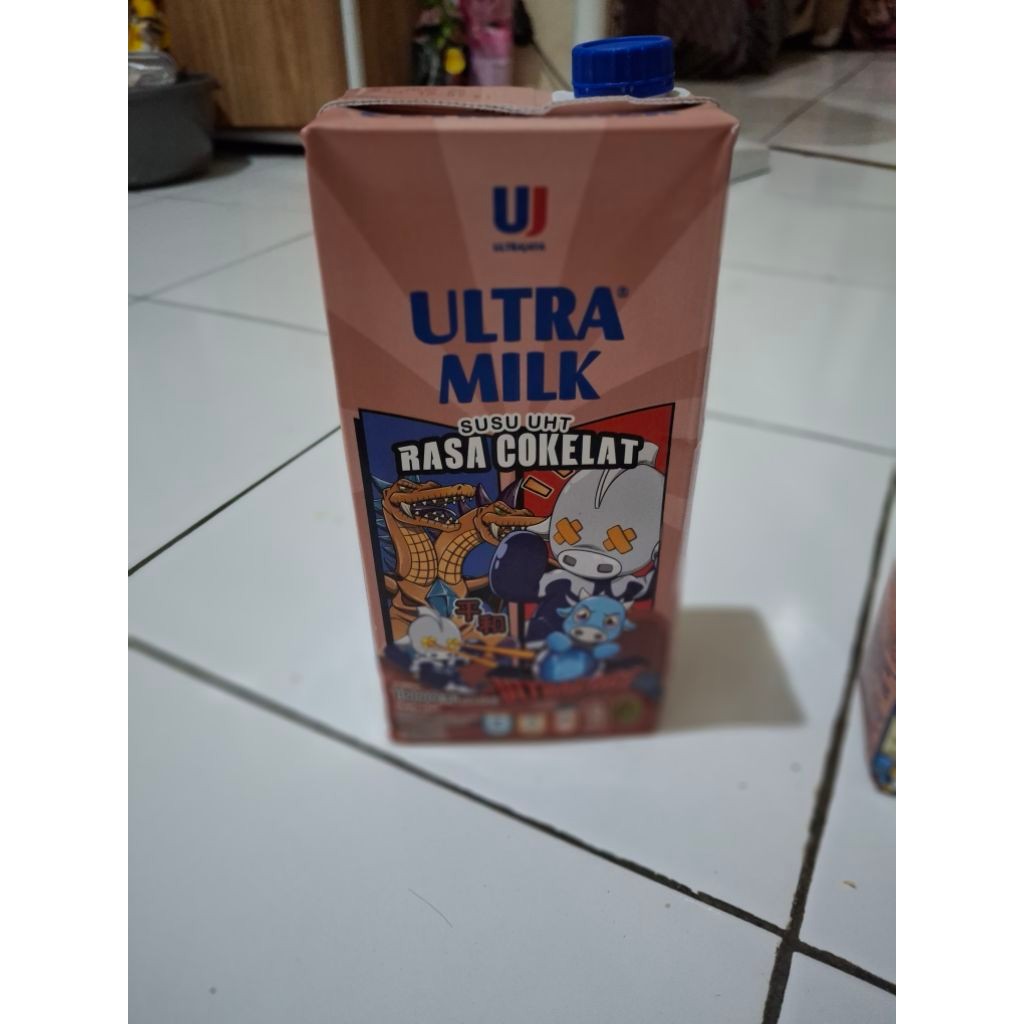 UJ
ULTRAJAYA
ULTRA®
MILK
SUSU UHT
RASA COKELAT
平
和